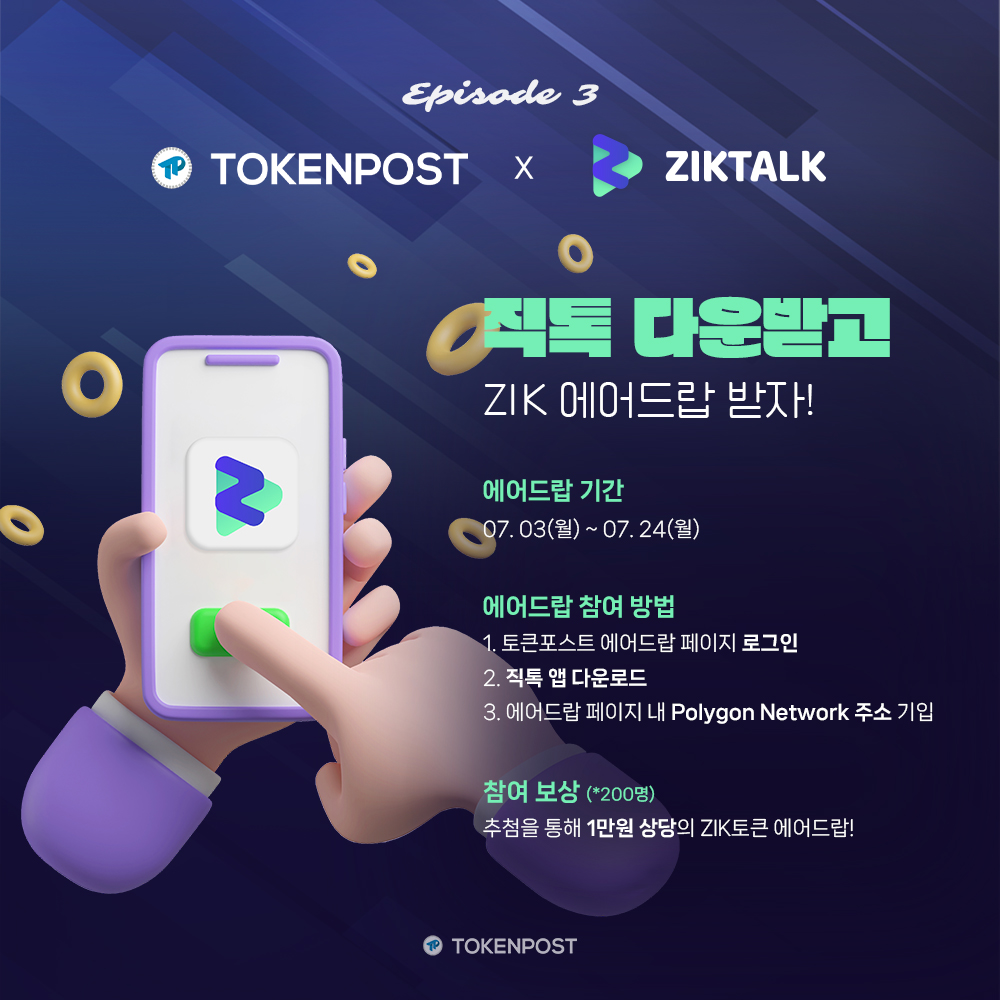 Episode 3
TP TOKENPOST X ZIKTALK
직톡 다운받고
ZIK 에어드랍 받자!
에어드랍 기간
07. 03(월) ~ 07. 24(월)
에어드랍 참여 방법
1. 토큰포스트 에어드랍 페이지 로그인
2. 직톡 앱 다운로드
3. 에어드랍 페이지 내 Polygon Network 주소 기입
참여 보상 (*200명)
추첨을 통해 1만원 상당의 ZIK토큰 에어드랍!
TP TOKENPOST